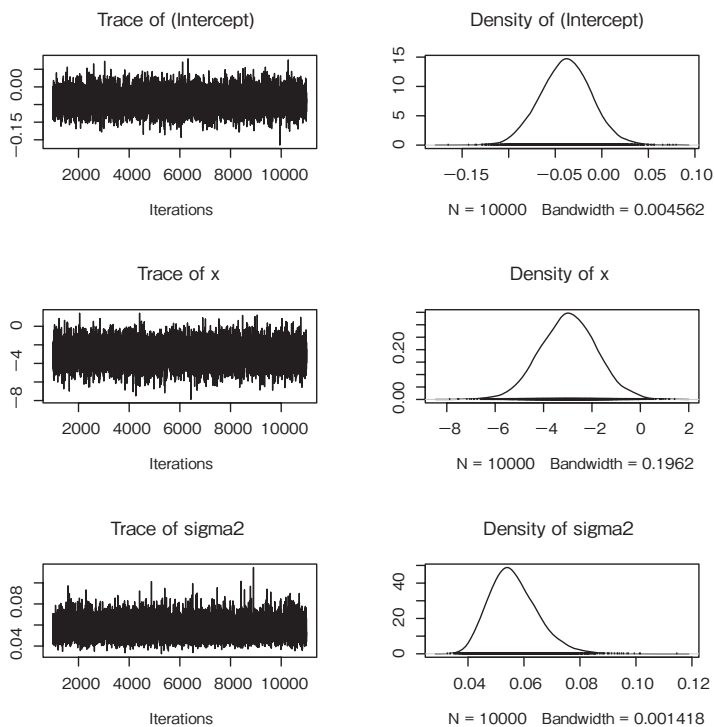 Trace of (Intercept)
0.00
−0.15
2000 4000 6000 8000 10000
Iterations
Density of (Intercept)
15
10
5
0
−0.15 −0.05 0.00 0.05 0.10
N = 10000 Bandwidth = 0.004562
Trace of x
0
−4
−8
2000 4000 6000 8000 10000
Iterations
Density of x
0.20
0.00
−8 −6 −4 −2 0 2
N = 10000 Bandwidth = 0.1962
Trace of sigma2
0.08
0.04
2000 4000 6000 8000 10000
Iterations
Density of sigma2
40
20
0
0.04 0.06 0.08 0.10 0.12
N = 10000 Bandwidth = 0.001418